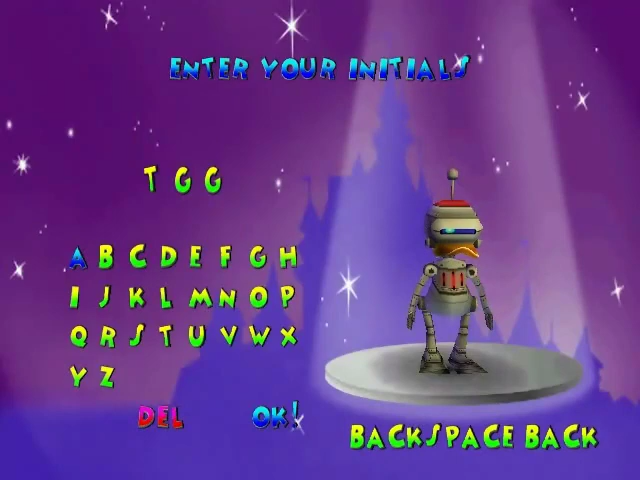 ENTER YOUR INITIALS
T G G
A B C D E F G H
I J K L M N O P
Q R S T U V W X
Y Z
DEL OK!
BACKSPACE BACK